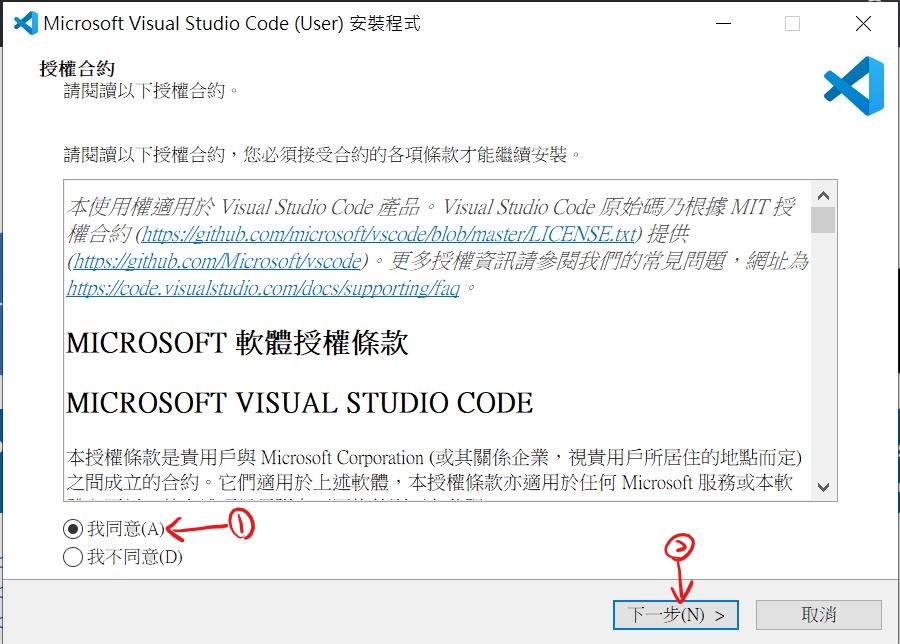 Microsoft Visual Studio Code (User) 安裝程式
授權合約
請閱讀以下授權合約。
請閱讀以下授權合約，您必須接受合約的各項條款才能繼續安裝。
本使用權適用於 Visual Studio Code 產品。Visual Studio Code 原始碼乃根據 MIT 授
權合約 (https://github.com/microsoft/vscode/blob/master/LICENSE.txt) 提供
(https://github.com/Microsoft/vscode)。更多授權資訊請參閱我們的常見問題，網址為
https://code.visualstudio.com/docs/supporting/faq。
MICROSOFT 軟體授權條款
MICROSOFT VISUAL STUDIO CODE
本授權條款是貴用戶與 Microsoft Corporation (或其關係企業，視貴用戶所居住的地點而定)
之間成立的合約。它們適用於上述軟體，本授權條款亦適用於任何 Microsoft 服務或本軟
我同意(A)
1
我不同意(D)
2
下一步(N) >
取消